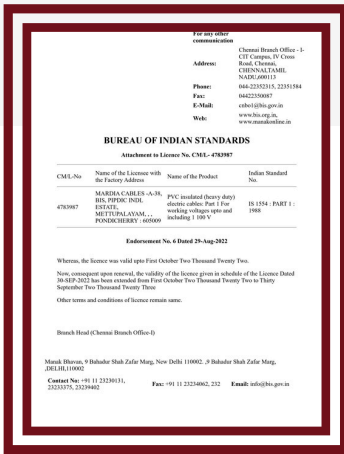 For any other
communication
Address:
Chennai Branch Office - I-
CIT Campus, IV Cross
Road, Chennai,
CHENNALTAMIL
NADU,600113
Phone: 044-22352315, 22351584
Fax: 04422350087
E-Mail: cnbo1@bis.gov.in
Web:
www.bis.org.in,
www.manakonline.in
BUREAU OF INDIAN STANDARDS
Attachment to Licence No. CM/L- 4783987
CM/L-No
Name of the Licensee with
the Factory Address
Name of the Product
Indian Standard
No.
4783987
MARDIA CABLES -A-38,
BIS, PIPDIC INDL
ESTATE,
METTUPALAYAM, , ,
PONDICHERRY : 605009
PVC insulated (heavy duty)
electric cables: Part 1 For
working voltages upto and
including 1 100 V
IS 1554 : PART 1 :
1988
Endorsement No. 6 Dated 29-Aug-2022
Whereas, the licence was valid upto First October Two Thousand Twenty Two.
Now, consequent upon renewal, the validity of the licence given in schedule of the Licence Dated
30-SEP-2022 has been extended from First October Two Thousand Twenty Two to Thirty
September Two Thousand Twenty Three
Other terms and conditions of licence remain same.
Branch Head (Chennai Branch Office-I)
Manak Bhavan, 9 Bahadur Shah Zafar Marg, New Delhi 110002. ,9 Bahadur Shah Zafar Marg,
,DELHI,110002
Contact No: +91 11 23230131,
23233375, 23239402
Fax: +91 11 23234062, 232
Email: info@bis.gov.in